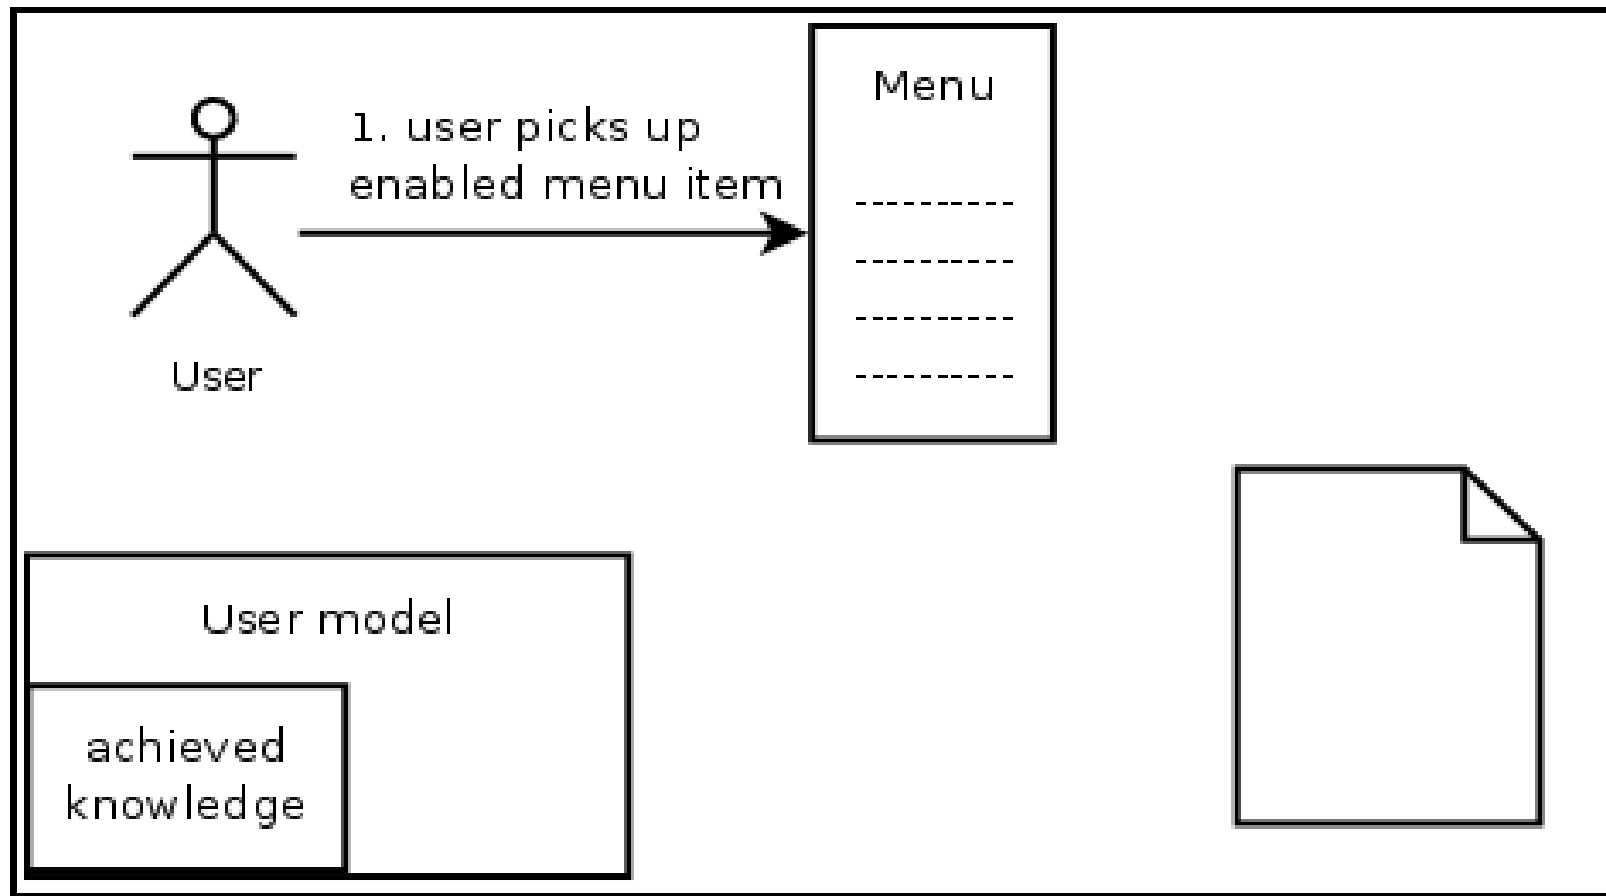 Menu
1. user picks up
enabled menu item
User
User model
achieved
knowledge